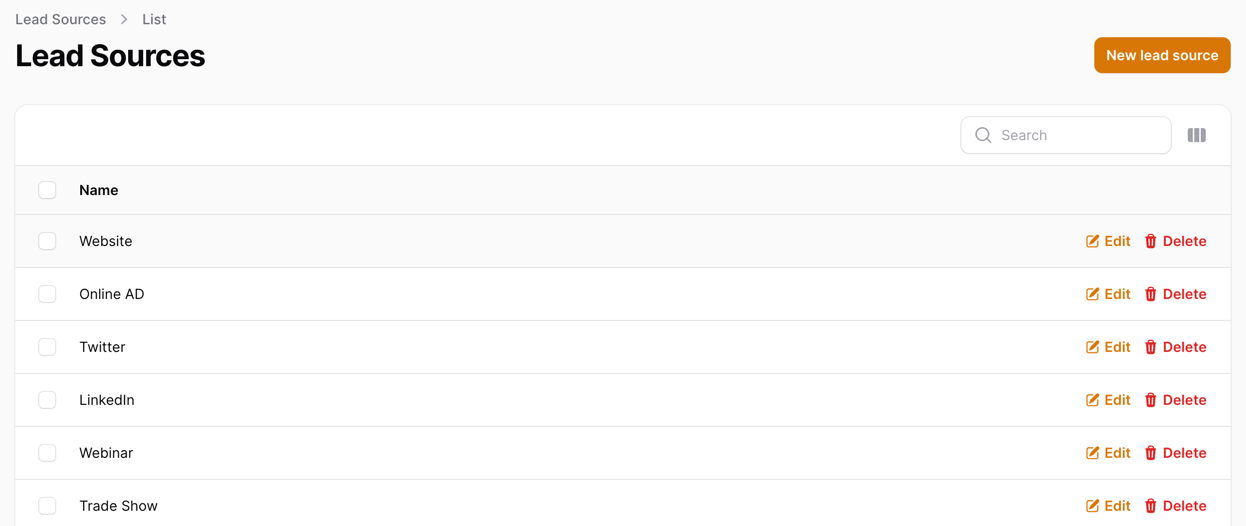 Lead Sources > List
Lead Sources
New lead source
Search
Name
Website Edit Delete
Online AD Edit Delete
Twitter Edit Delete
LinkedIn Edit Delete
Webinar Edit Delete
Trade Show Edit Delete